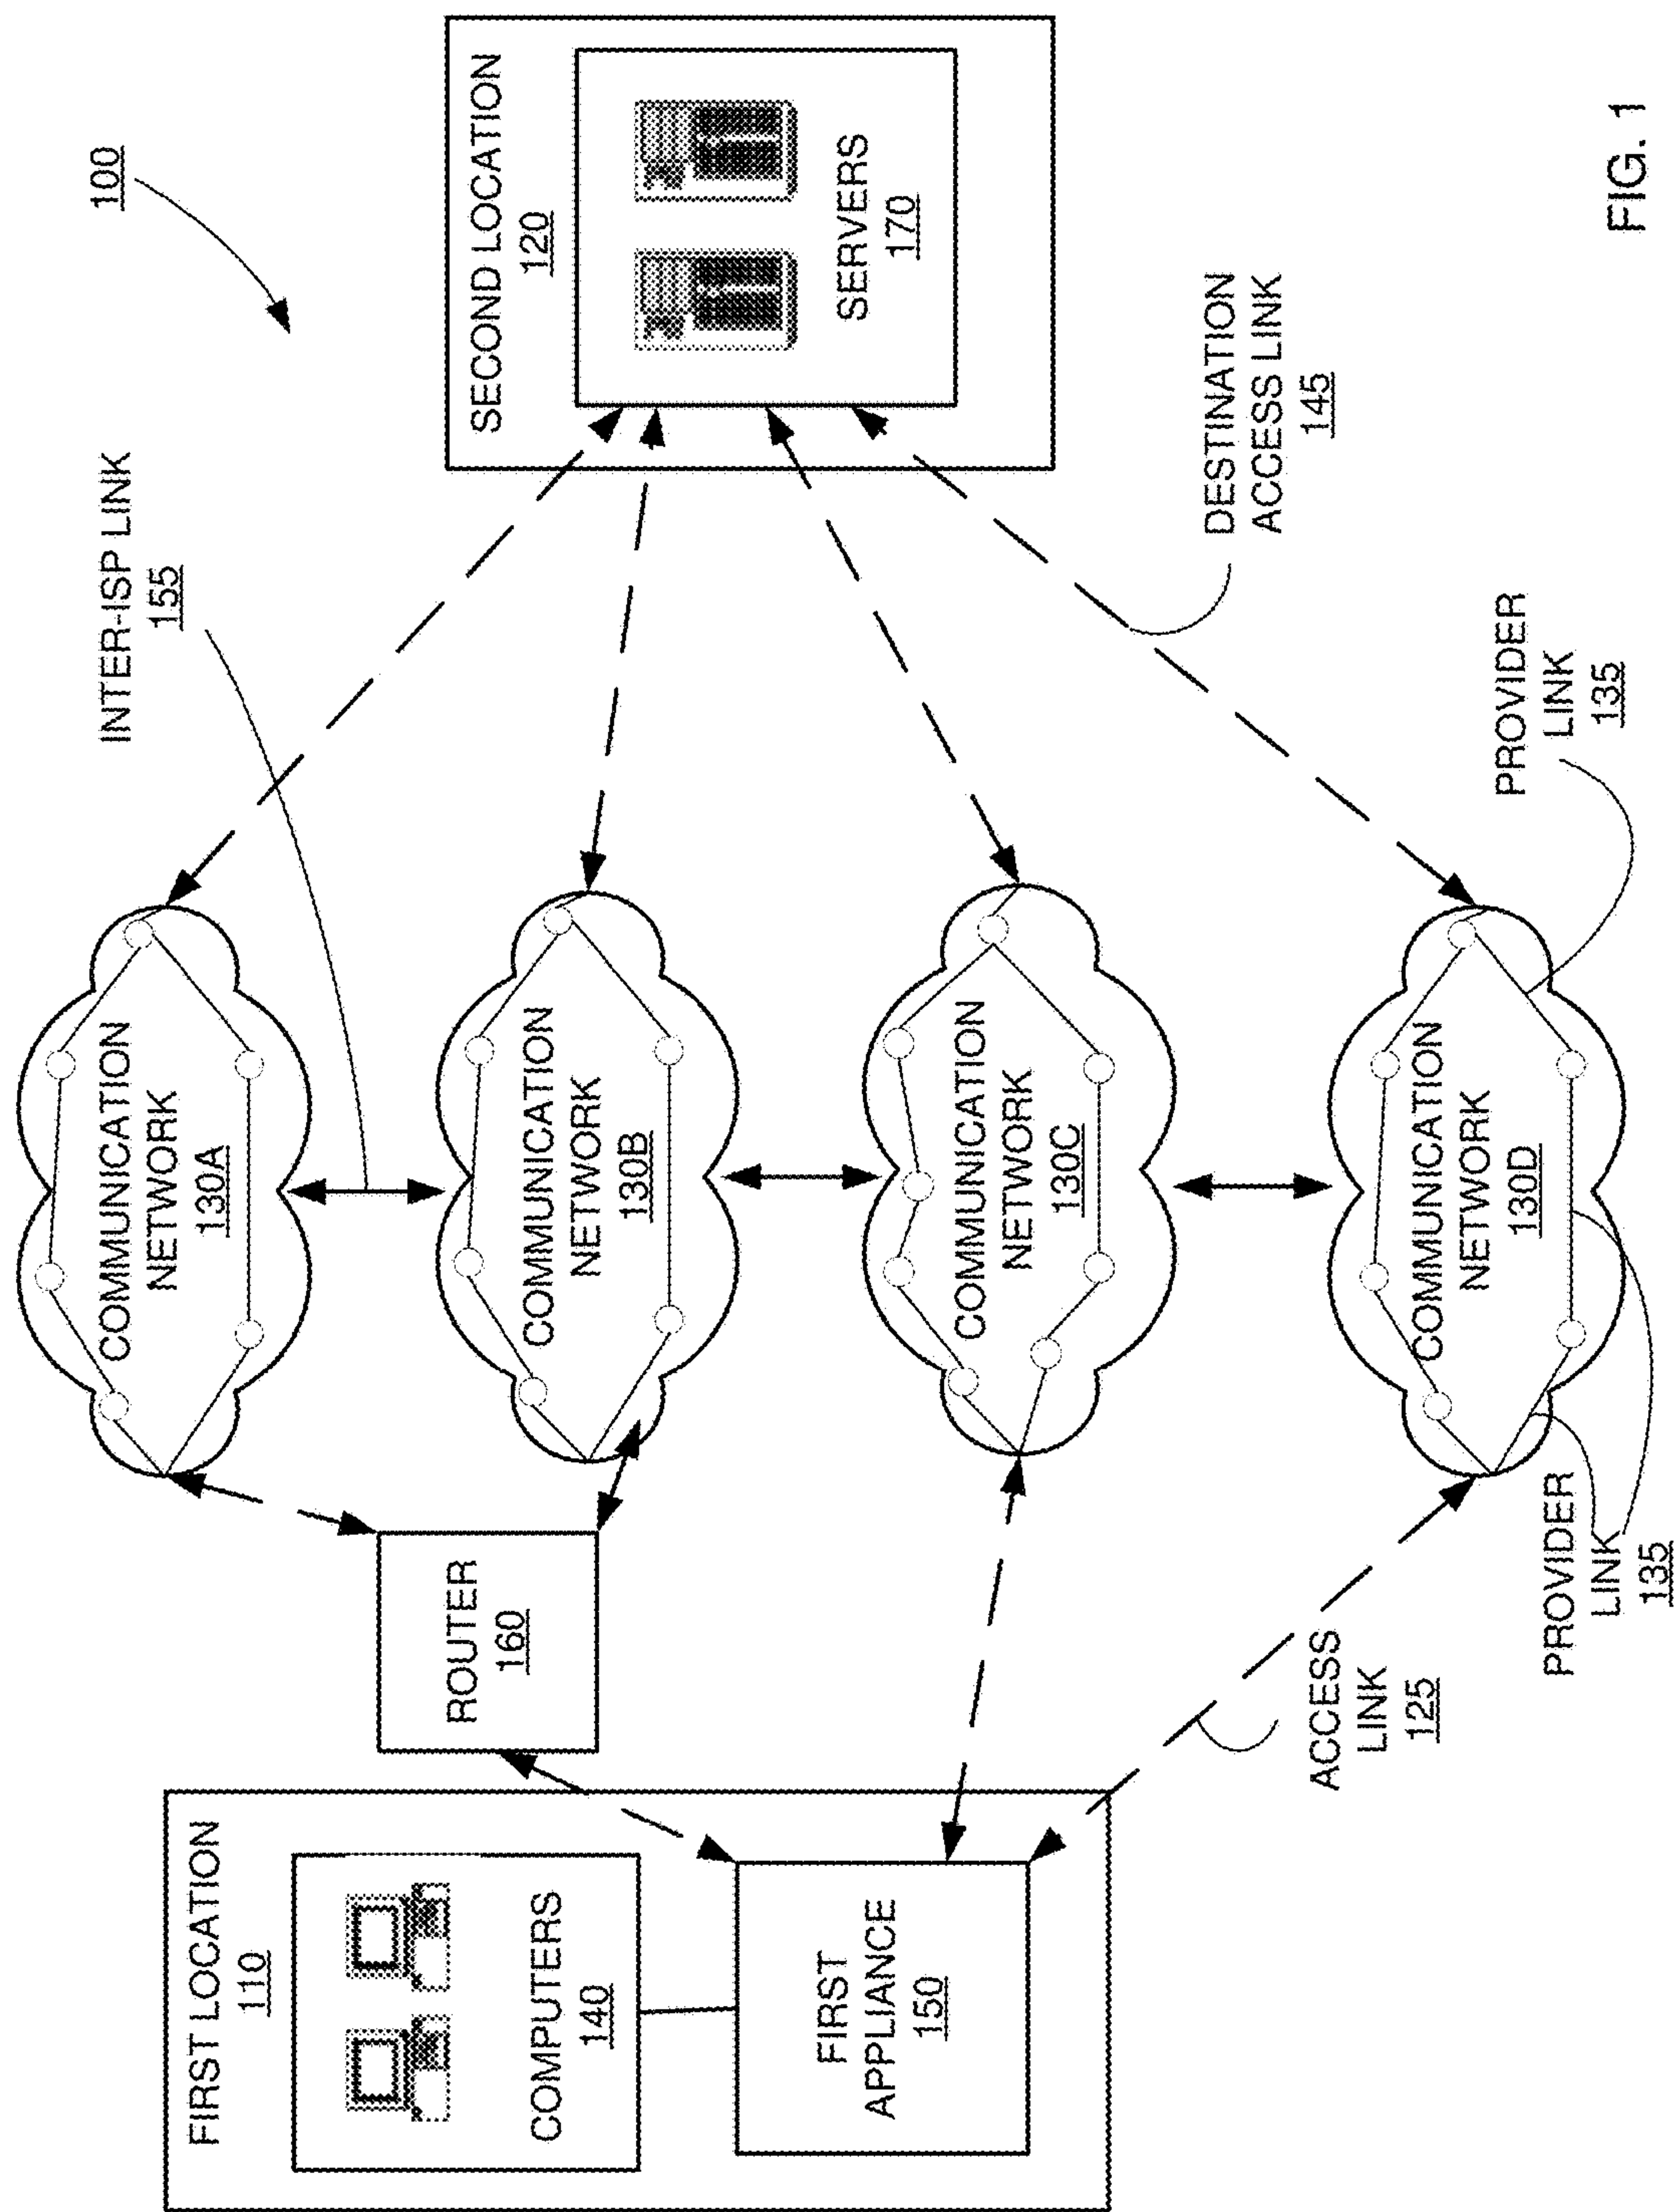 100
FIRST LOCATION
110
COMPUTERS
140
FIRST
APPLIANCE
150
ROUTER
160
COMMUNICATION
NETWORK
130A
COMMUNICATION
NETWORK
130B
COMMUNICATION
NETWORK
130C
COMMUNICATION
NETWORK
130D
INTER-ISP LINK
155
SECOND LOCATION
120
SERVERS
170
DESTINATION
ACCESS LINK
145
PROVIDER
LINK
135
ACCESS
LINK
125
PROVIDER
LINK
135
FIG. 1